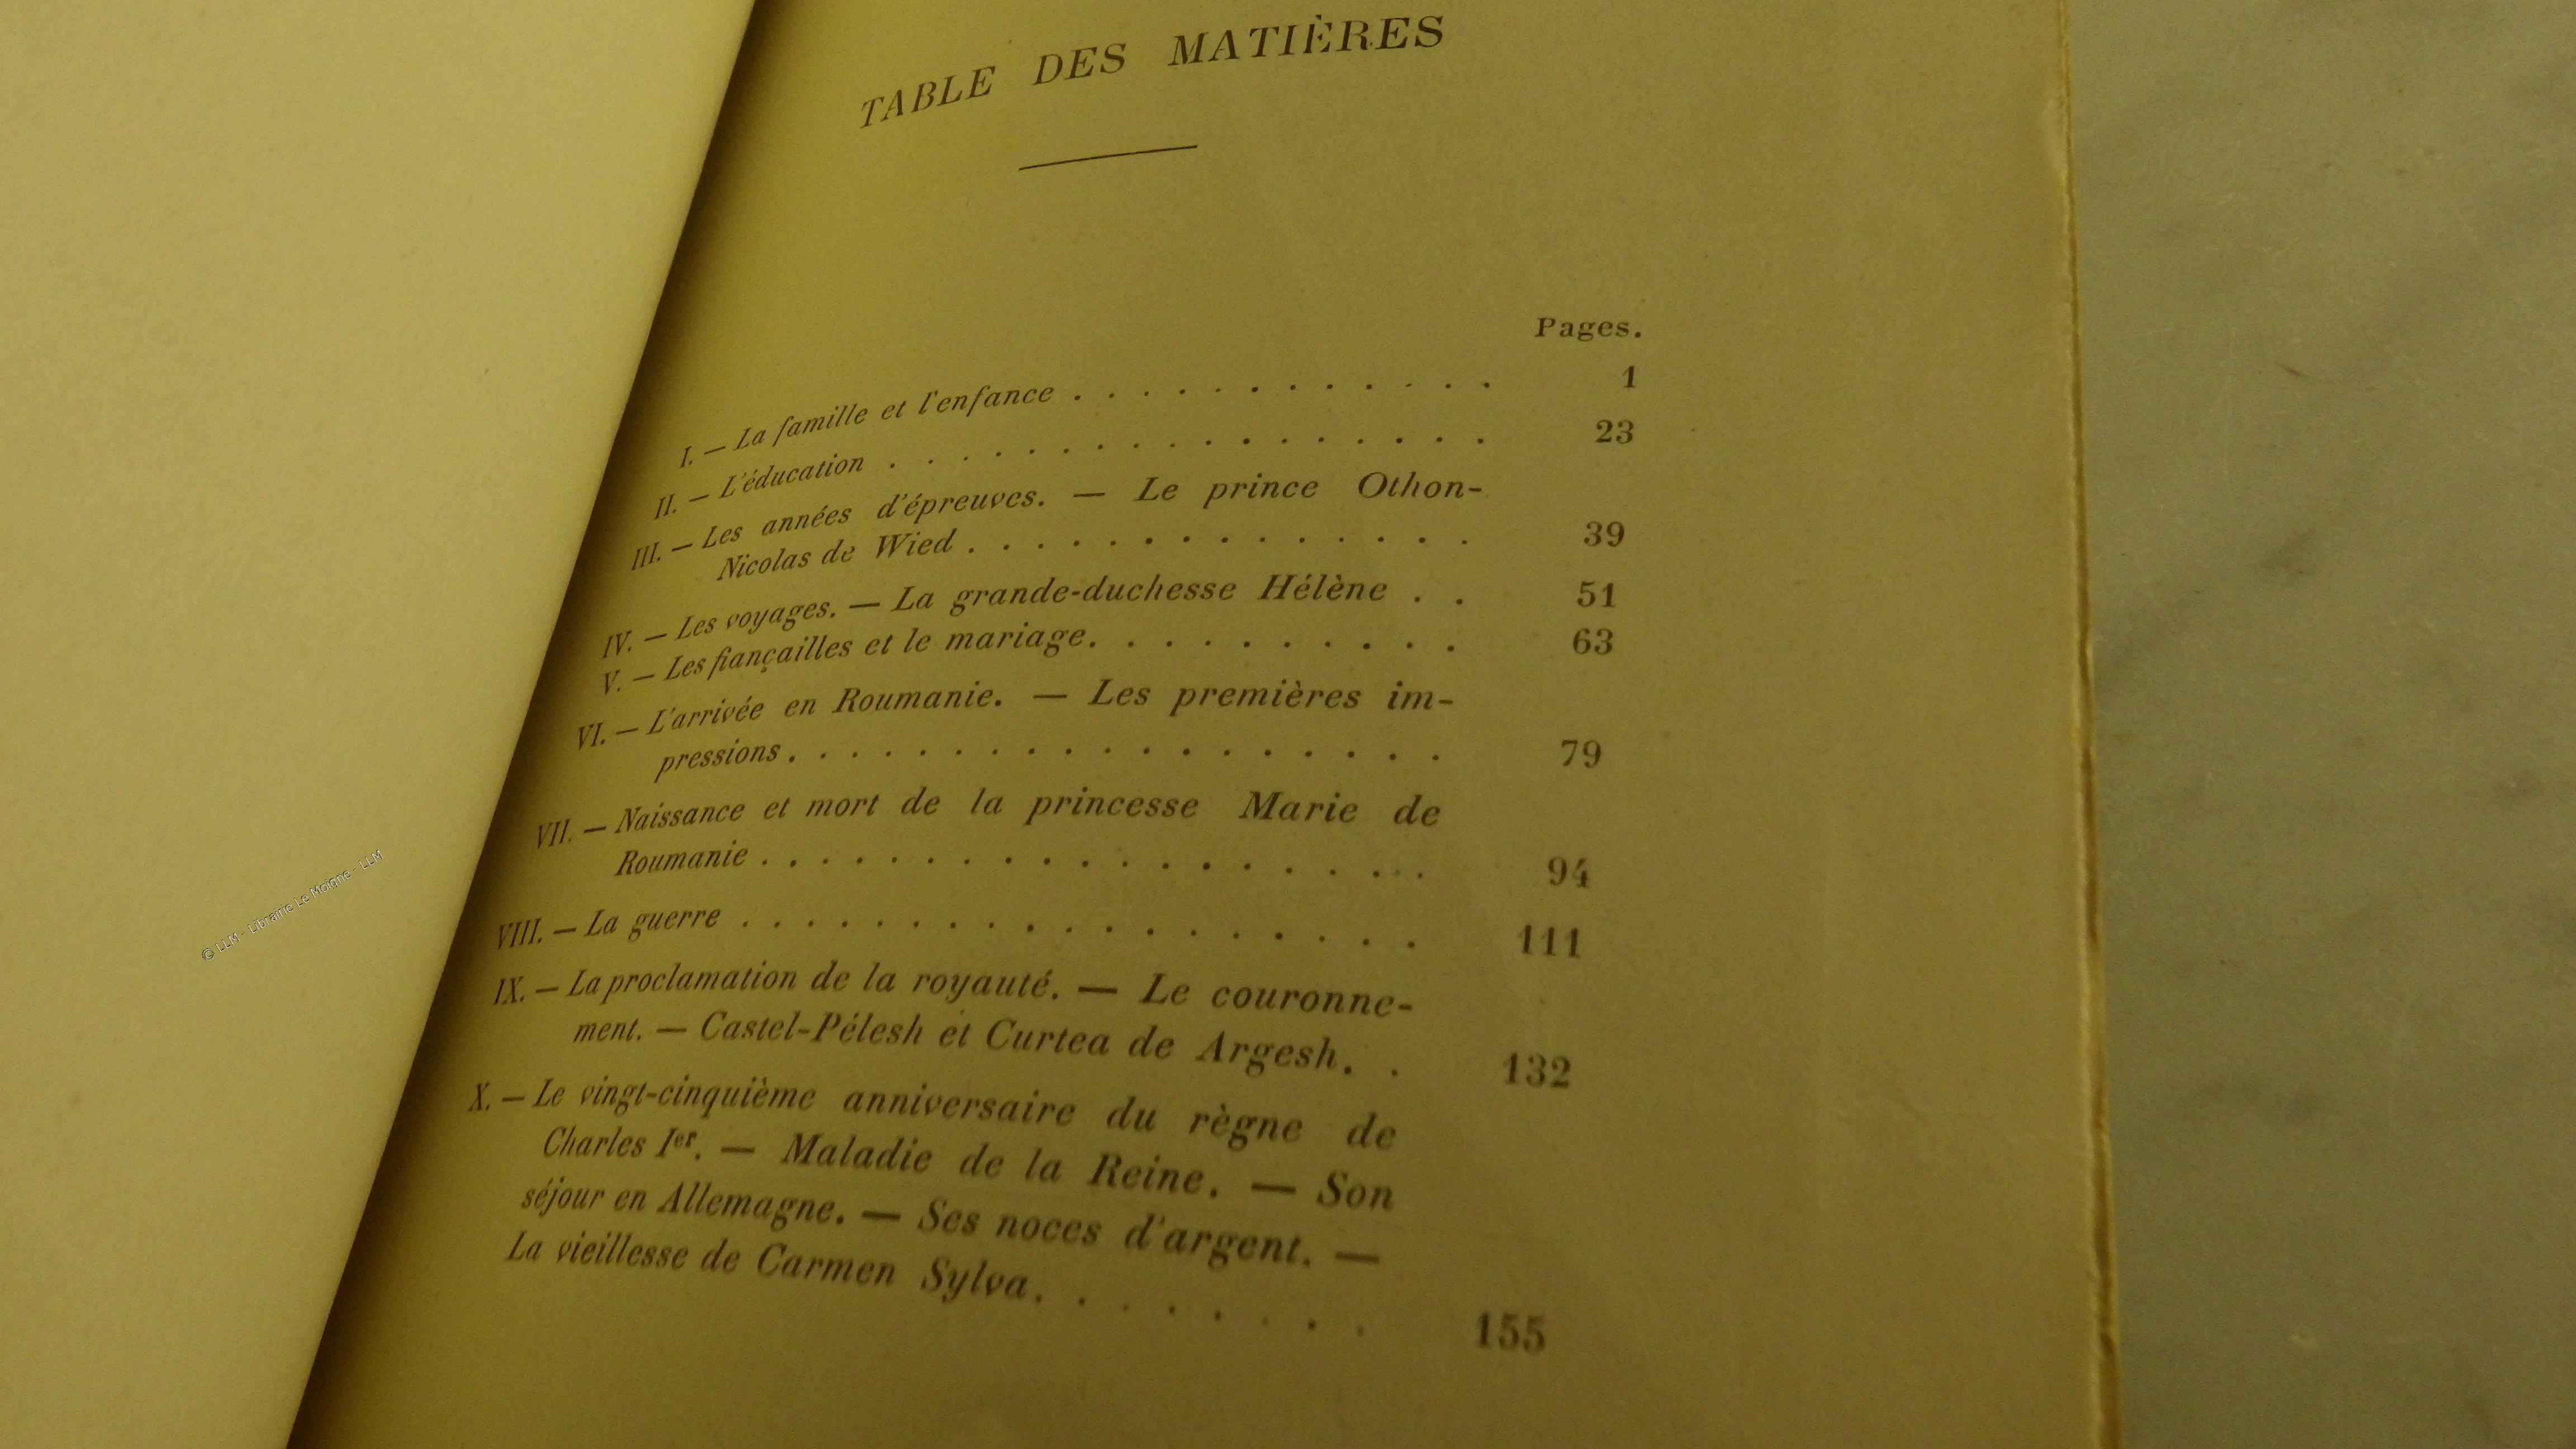 TABLE DES MATIÈRES
Pages.
I. — La famille et l'enfance . . . . . . . . . . . . 1
II. — L'éducation . . . . . . . . . . . . . . . . . 23
III. — Les années d'épreuves. — Le prince Othon-
Nicolas de Wied . . . . . . . . . . . . . . 39
IV. — Les voyages. — La grande-duchesse Hélène . . 51
V. — Les fiançailles et le mariage. . . . . . . . . . 63
VI. — L'arrivée en Roumanie. — Les premières im-
pressions . . . . . . . . . . . . . . . . . 79
VII. — Naissance et mort de la princesse Marie de
Roumanie . . . . . . . . . . . . . . . . . . 94
VIII. — La guerre . . . . . . . . . . . . . . . . . 111
IX. — La proclamation de la royauté. — Le couronne-
ment. — Castel-Pélesh et Curtea de Argesh. . 132
X. — Le vingt-cinquième anniversaire du règne de
Charles Ier. — Maladie de la Reine. — Son
séjour en Allemagne. — Ses noces d'argent. —
La vieillesse de Carmen Sylva. . . . . . . . 155
© LLM - Librairie Le Moigne - LLM